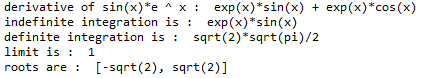 derivative of sin(x)*e ^ x :  exp(x)*sin(x) + exp(x)*cos(x)
indefinite integration is :  exp(x)*sin(x)
definite integration is :  sqrt(2)*sqrt(pi)/2
limit is :  1
roots are :  [-sqrt(2), sqrt(2)]